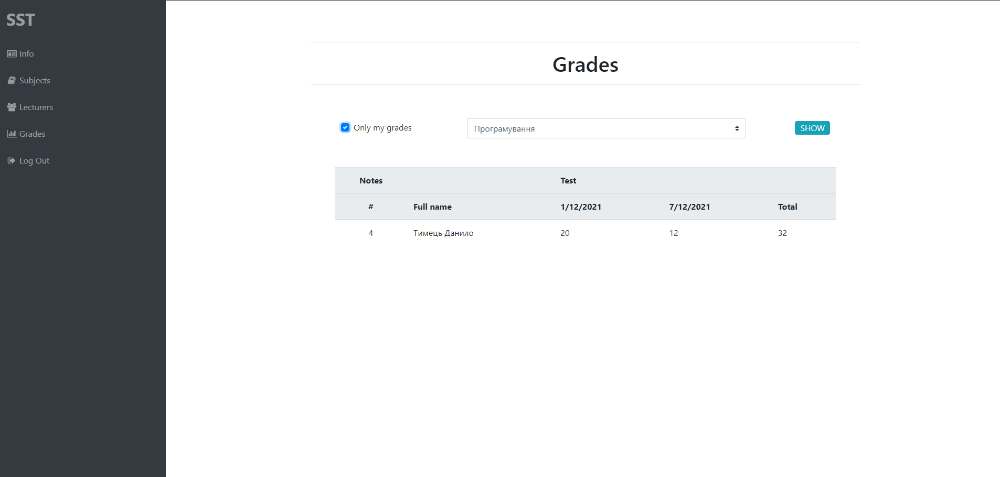 SST
Info
Subjects
Lecturers
Grades
Log Out
Grades
Only my grades
Програмування
SHOW
Notes Test
# Full name 1/12/2021 7/12/2021 Total
4 Тимець Данило 20 12 32